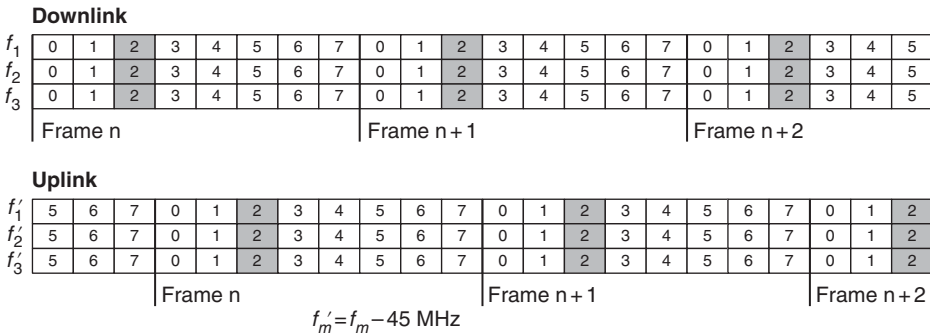 Downlink
f1 0 1 2 3 4 5 6 7 0 1 2 3 4 5 6 7 0 1 2 3 4 5
f2 0 1 2 3 4 5 6 7 0 1 2 3 4 5 6 7 0 1 2 3 4 5
f3 0 1 2 3 4 5 6 7 0 1 2 3 4 5 6 7 0 1 2 3 4 5
Frame n Frame n+1 Frame n+2
Uplink
f′1 5 6 7 0 1 2 3 4 5 6 7 0 1 2 3 4 5 6 7 0 1 2
f′2 5 6 7 0 1 2 3 4 5 6 7 0 1 2 3 4 5 6 7 0 1 2
f′3 5 6 7 0 1 2 3 4 5 6 7 0 1 2 3 4 5 6 7 0 1 2
Frame n Frame n+1 Frame n+2
f′m=fm−45 MHz